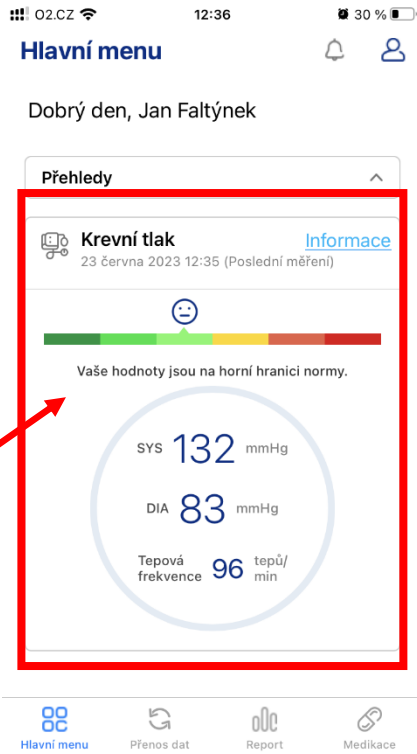 O2.CZ 12:36 30 %
Hlavní menu
Dobrý den, Jan Faltýnek
Přehledy
Krevní tlak Informace
23 června 2023 12:35 (Poslední měření)
Vaše hodnoty jsou na horní hranici normy.
SYS 132 mmHg
DIA 83 mmHg
Tepová frekvence 96 tepů/min
Hlavní menu Přenos dat Report Medikace